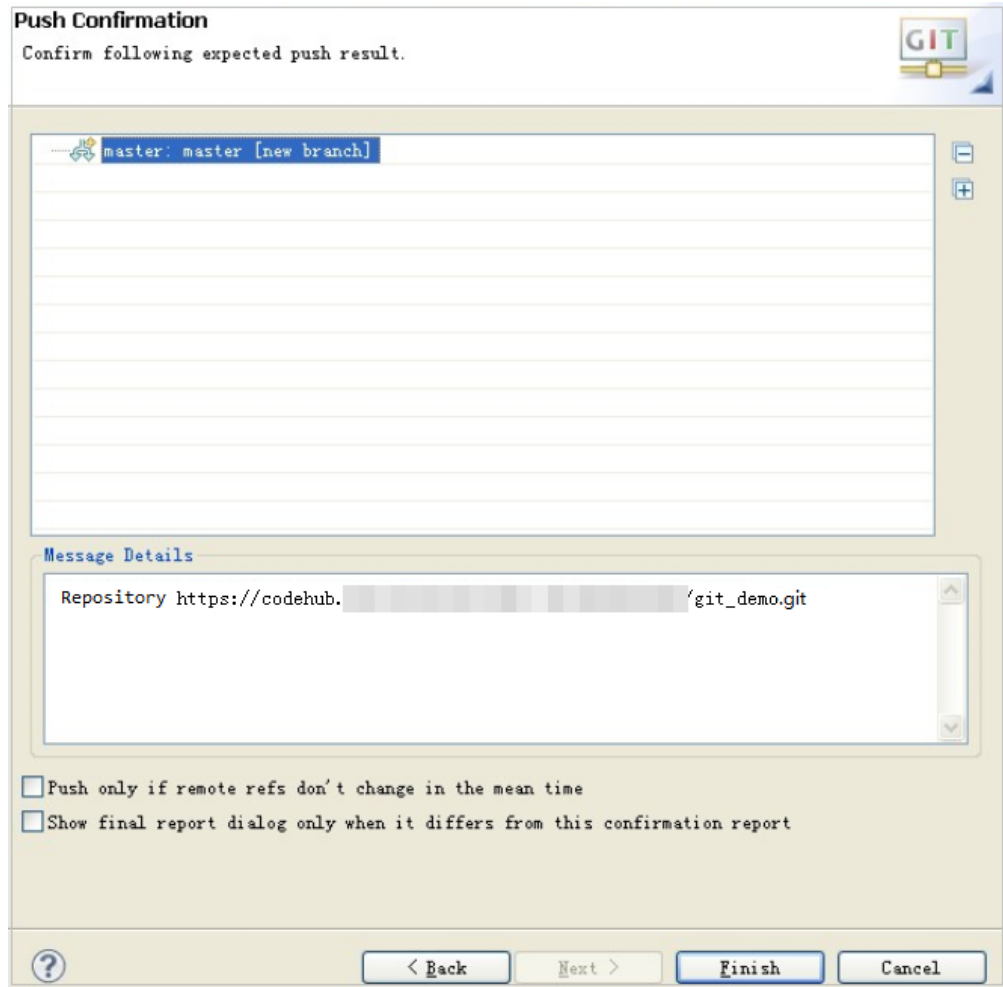 Push Confirmation
Confirm following expected push result.
GIT
master: master [new branch]
Message Details
Repository https://codehub. /git_demo.git
Push only if remote refs don't change in the mean time
Show final report dialog only when it differs from this confirmation report
?
< Back
Next >
Finish
Cancel